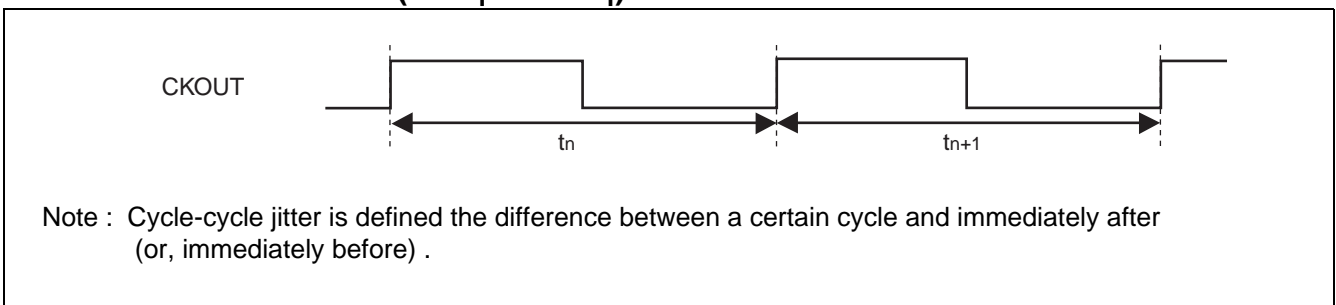 CKOUT
tn
tn+1
Note : Cycle-cycle jitter is defined the difference between a certain cycle and immediately after
(or, immediately before) .